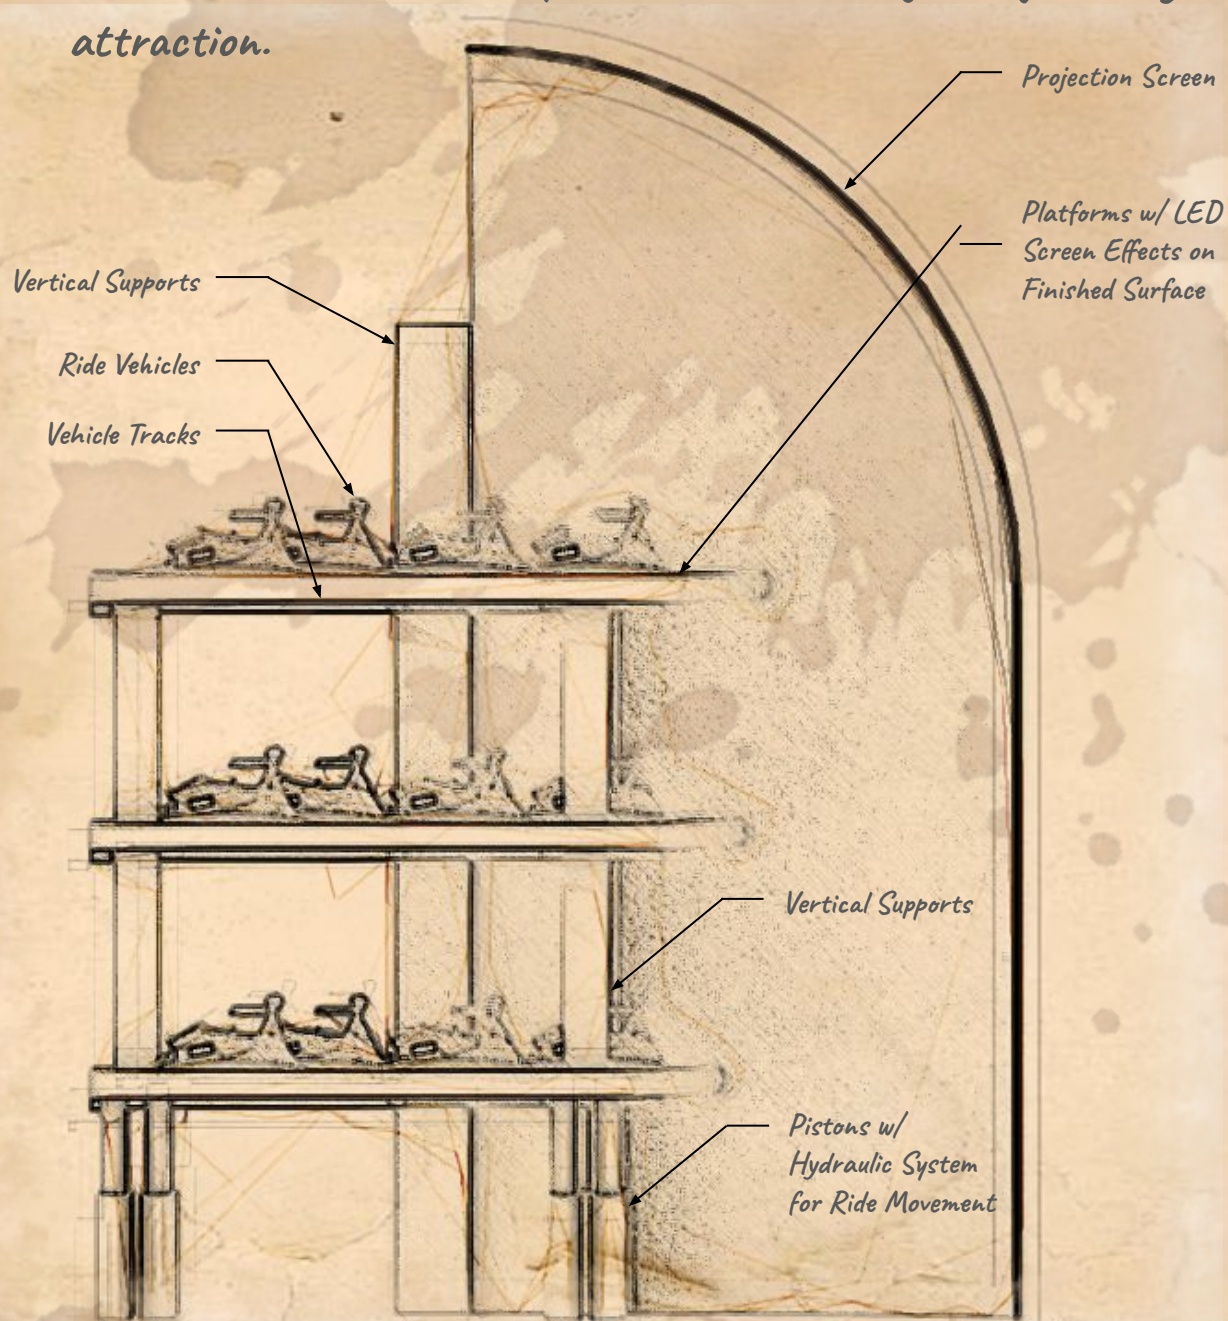 attraction.
Projection Screen
Platforms w/ LED
Screen Effects on
Finished Surface
Vertical Supports
Ride Vehicles
Vehicle Tracks
Vertical Supports
Pistons w/
Hydraulic System
for Ride Movement